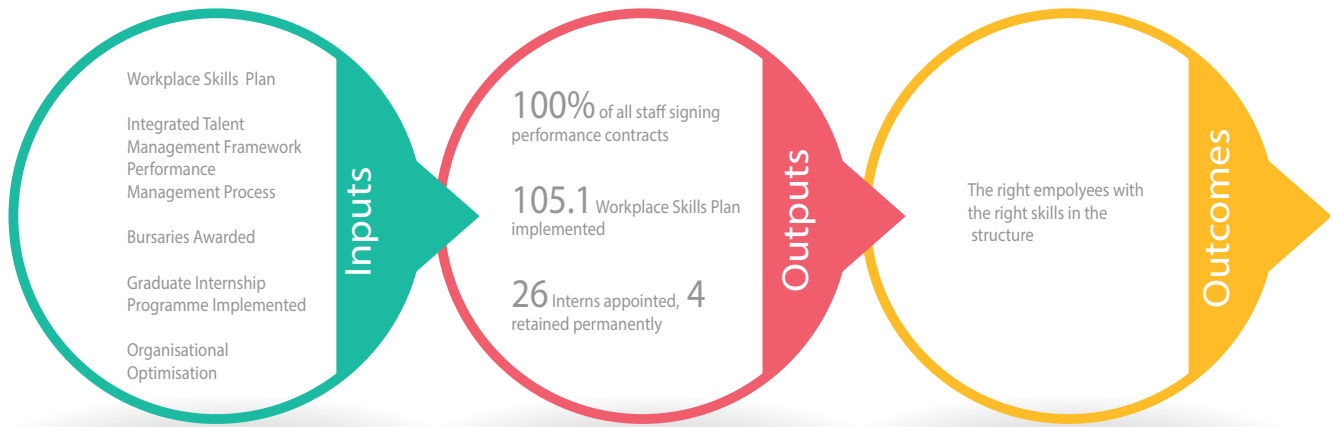 Workplace Skills Plan
Integrated Talent
Management Framework
Performance
Management Process
Bursaries Awarded
Graduate Internship
Programme Implemented
Organisational
Optimisation
Inputs
100% of all staff signing
performance contracts
105.1 Workplace Skills Plan
implemented
26 Interns appointed, 4
retained permanently
Outputs
The right empolyees with
the right skills in the
structure
Outcomes